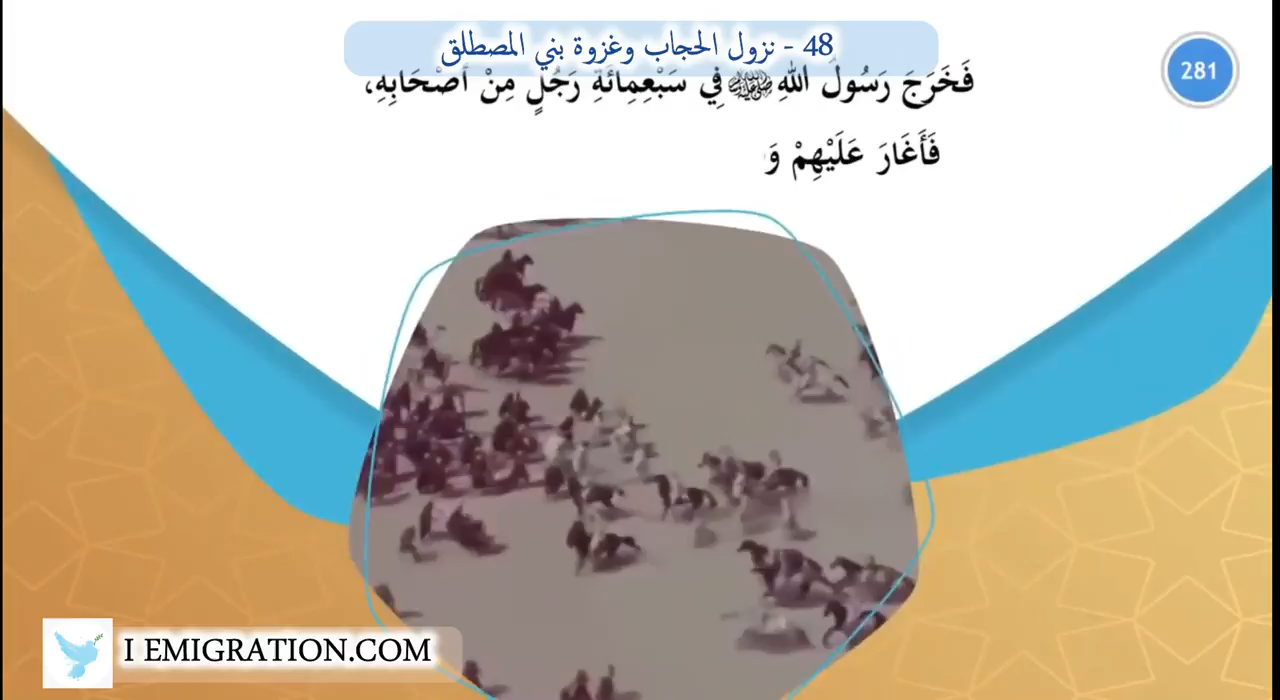 48 - نزول الحجاب وغزوة بني المصطلق
281
فَخَرَجَ رَسُولُ اللهِ ﷺ فِي سَبْعِمِائَةِ رَجُلٍ مِنْ أَصْحَابِهِ،
فَأَغَارَ عَلَيْهِمْ وَ
I EMIGRATION.COM